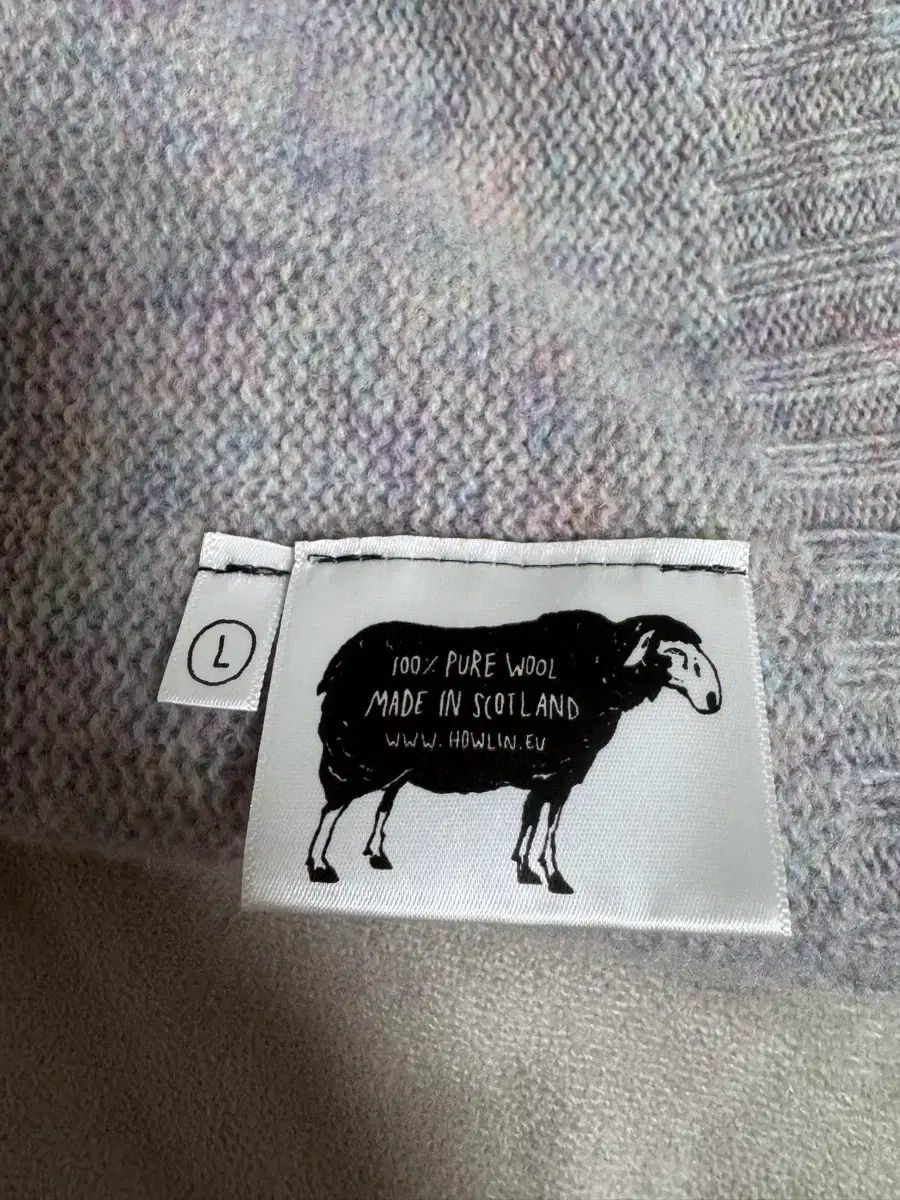 L
100% PURE WOOL
MADE IN SCOTLAND
WWW.HOWLIN.EU